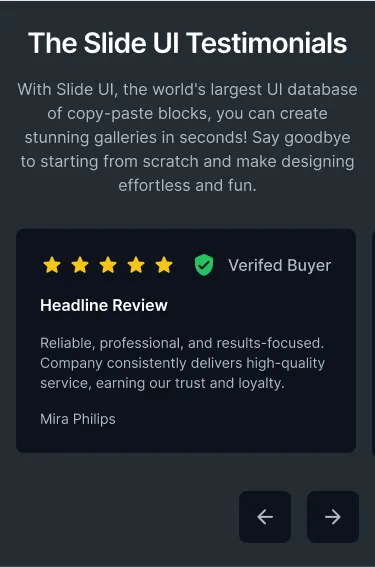 The Slide UI Testimonials
With Slide UI, the world's largest UI database
of copy-paste blocks, you can create
stunning galleries in seconds! Say goodbye
to starting from scratch and make designing
effortless and fun.
Verifed Buyer
Headline Review
Reliable, professional, and results-focused.
Company consistently delivers high-quality
service, earning our trust and loyalty.
Mira Philips